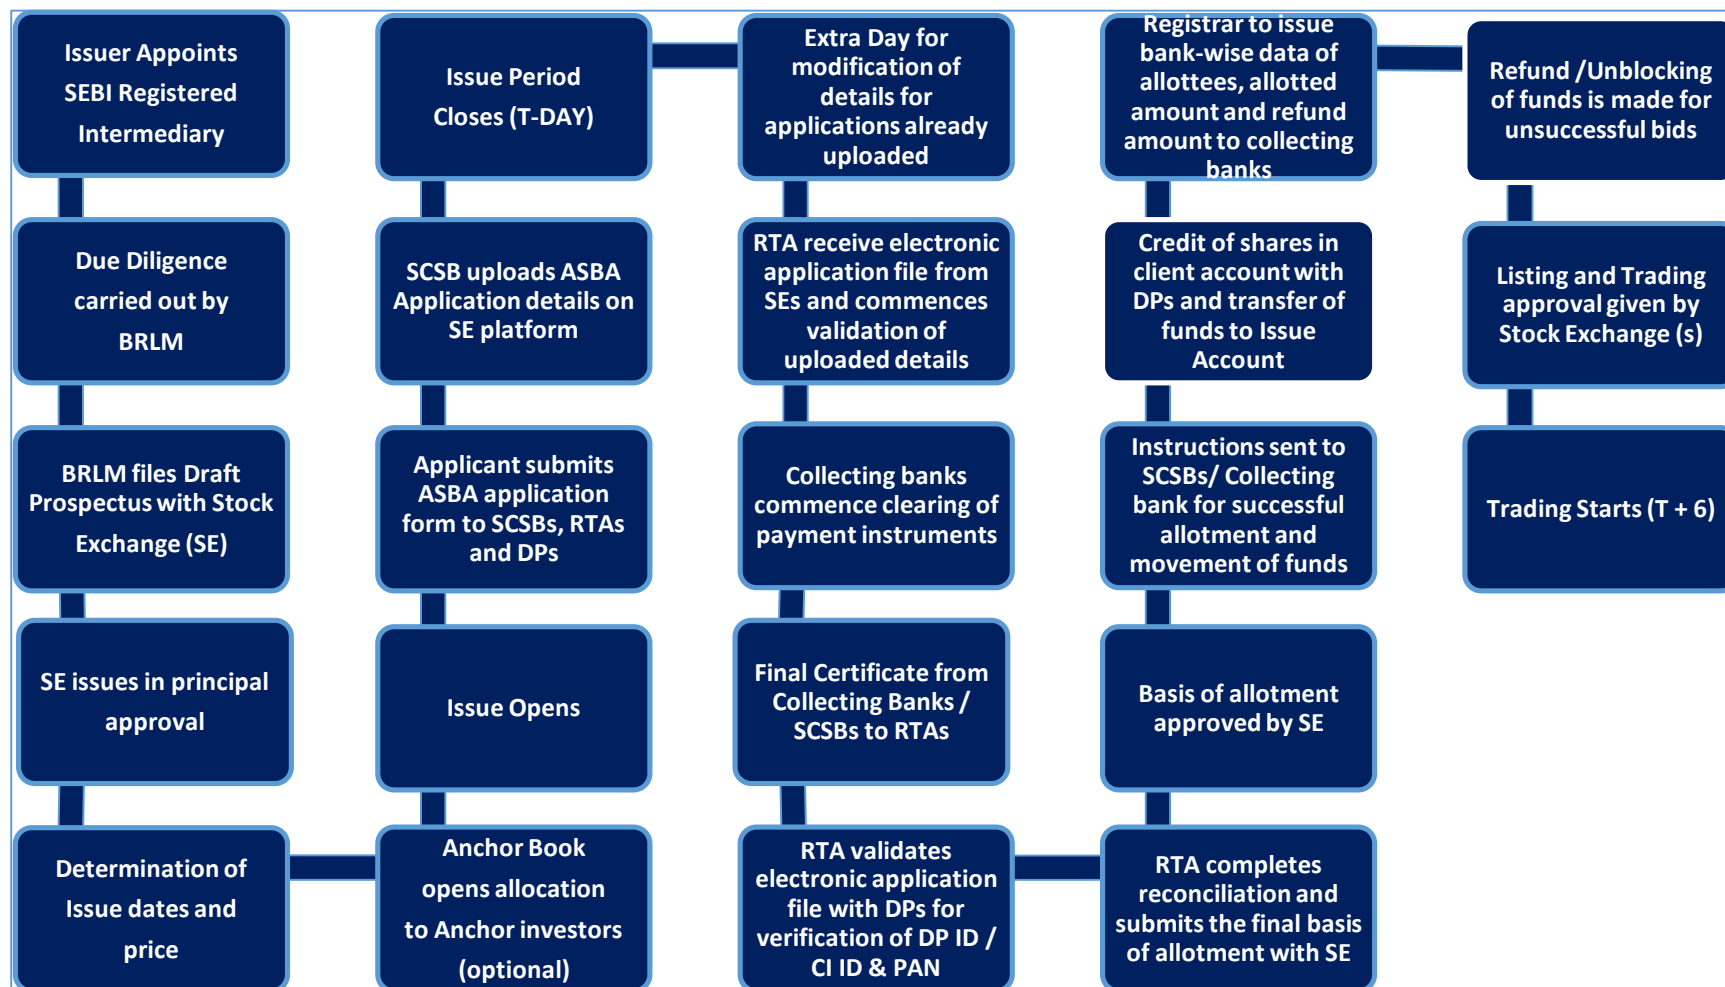 Issuer Appoints
SEBI Registered
Intermediary
Due Diligence
carried out by
BRLM
BRLM files Draft
Prospectus with Stock
Exchange (SE)
SE issues in principal
approval
Determination of
Issue dates and
price
Anchor Book
opens allocation
to Anchor investors
(optional)
Issue Opens
Applicant submits
ASBA application
form to SCSBs, RTAs
and DPs
SCSB uploads ASBA
Application details on
SE platform
Issue Period
Closes (T-DAY)
Extra Day for
modification of
details for
applications already
uploaded
RTA receive electronic
application file from
SEs and commences
validation of
uploaded details
Collecting banks
commence clearing of
payment instruments
Final Certificate from
Collecting Banks /
SCSBs to RTAs
RTA validates
electronic application
file with DPs for
verification of DP ID /
CI ID & PAN
RTA completes
reconciliation and
submits the final basis
of allotment with SE
Basis of allotment
approved by SE
Instructions sent to
SCSBs/ Collecting
bank for successful
allotment and
movement of funds
Credit of shares in
client account with
DPs and transfer of
funds to Issue
Account
Registrar to issue
bank-wise data of
allottees, allotted
amount and refund
amount to collecting
banks
Refund /Unblocking
of funds is made for
unsuccessful bids
Listing and Trading
approval given by
Stock Exchange (s)
Trading Starts (T + 6)